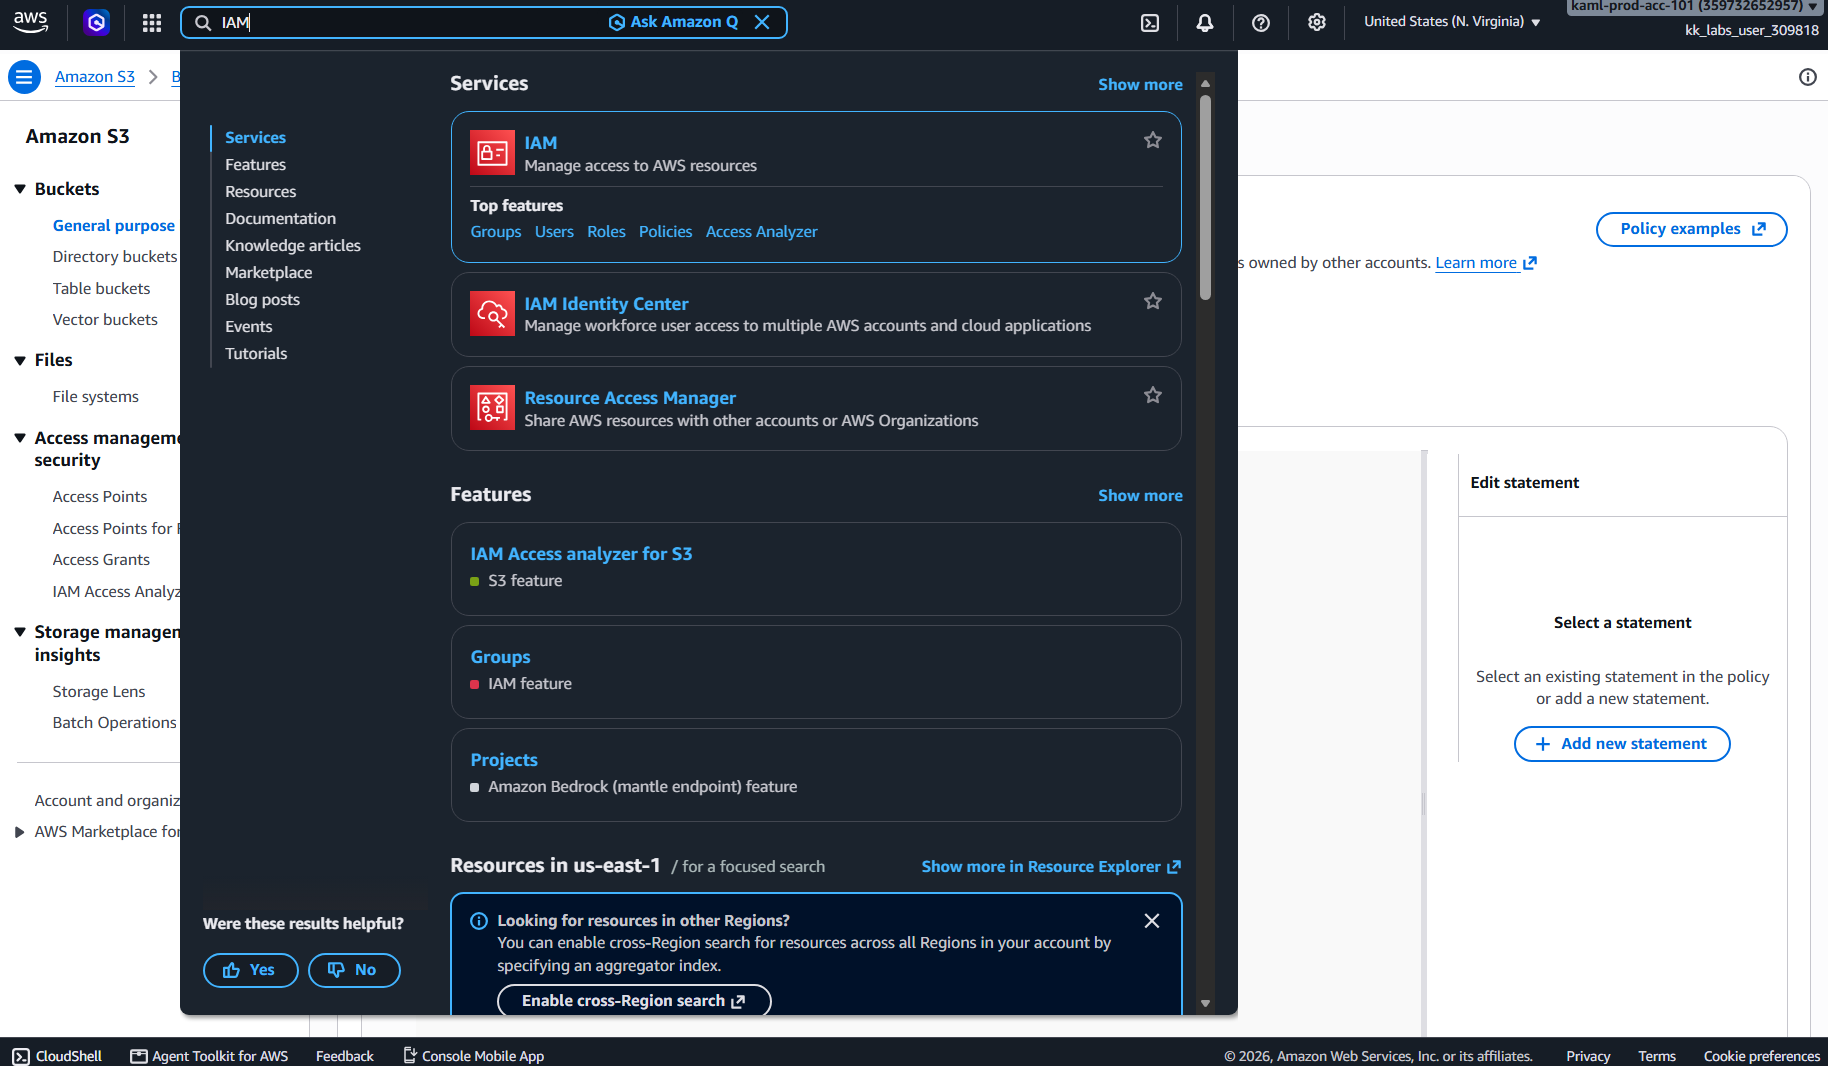 aws
IAM
Ask Amazon Q
United States (N. Virginia)
kaml-prod-acc-101 (359732652957)
kk_labs_user_309818
Amazon S3
B
Amazon S3
Buckets
General purpose
Directory buckets
Table buckets
Vector buckets
Files
File systems
Access manageme
security
Access Points
Access Points for F
Access Grants
IAM Access Analyz
Storage managen
insights
Storage Lens
Batch Operations
Account and organiz
AWS Marketplace for
Services
Features
Resources
Documentation
Knowledge articles
Marketplace
Blog posts
Events
Tutorials
Were these results helpful?
Yes
No
Services
Show more
IAM
Manage access to AWS resources
Top features
Groups Users Roles Policies Access Analyzer
IAM Identity Center
Manage workforce user access to multiple AWS accounts and cloud applications
Resource Access Manager
Share AWS resources with other accounts or AWS Organizations
Features
Show more
IAM Access analyzer for S3
S3 feature
Groups
IAM feature
Projects
Amazon Bedrock (mantle endpoint) feature
Resources in us-east-1 / for a focused search
Show more in Resource Explorer
Looking for resources in other Regions?
You can enable cross-Region search for resources across all Regions in your account by
specifying an aggregator index.
Enable cross-Region search
Policy examples
s owned by other accounts. Learn more
Edit statement
Select a statement
Select an existing statement in the policy
or add a new statement.
Add new statement
CloudShell
Agent Toolkit for AWS
Feedback
Console Mobile App
© 2026, Amazon Web Services, Inc. or its affiliates.
Privacy
Terms
Cookie preferences